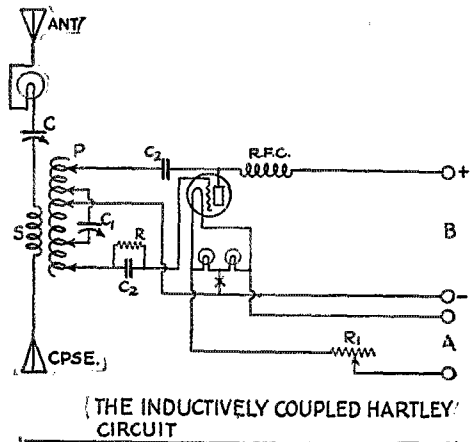 ANT
C
P
C2
R.F.C.
+
S
C1
R
B
C2
-
R1
A
CPSE.
THE INDUCTIVELY COUPLED HARTLEY
CIRCUIT